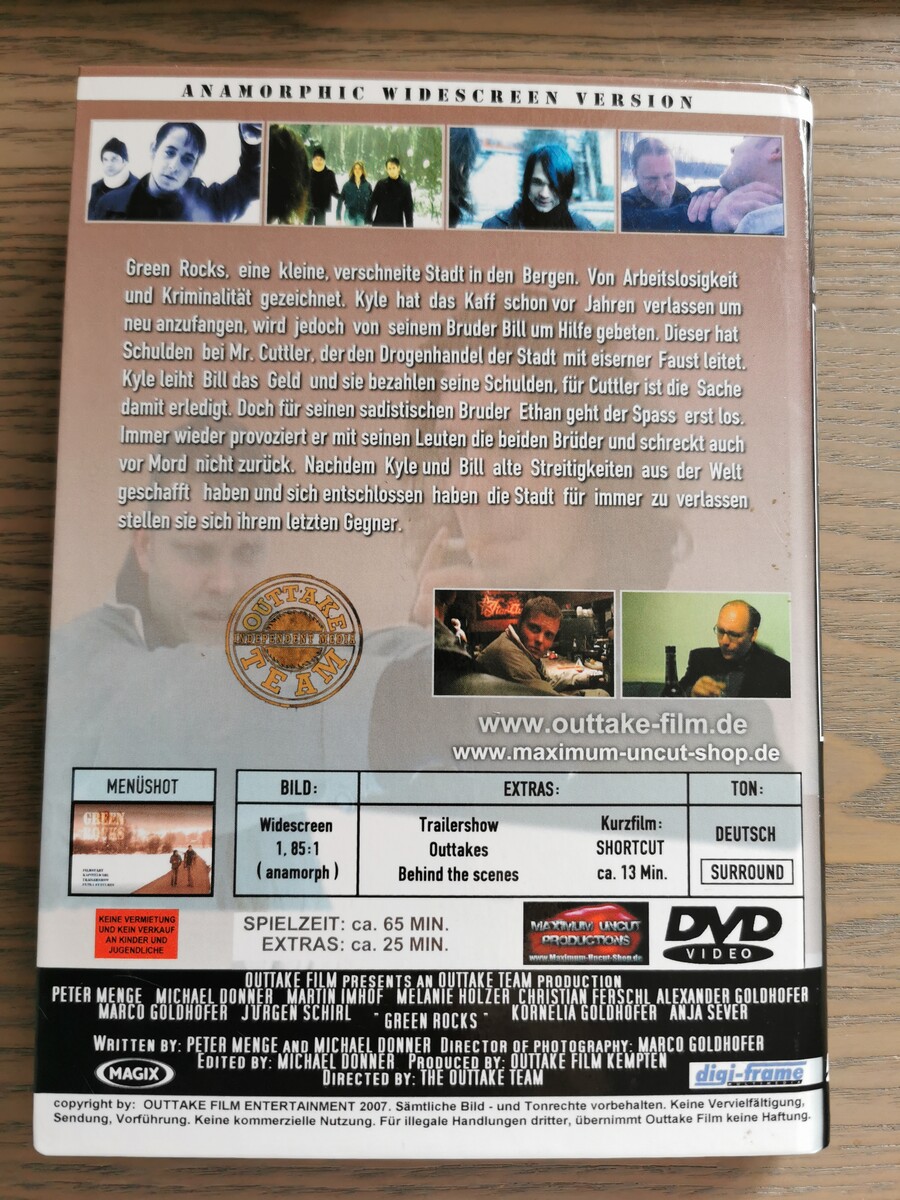 ANAMORPHIC WIDESCREEN VERSION
Green Rocks, eine kleine, verschneite Stadt in den Bergen. Von Arbeitslosigkeit
und Kriminalität gezeichnet. Kyle hat das Kaff schon vor Jahren verlassen um
neu anzufangen, wird jedoch von seinem Bruder Bill um Hilfe gebeten. Dieser hat
Schulden bei Mr. Cuttler, der den Drogenhandel der Stadt mit eiserner Faust leitet.
Kyle leiht Bill das Geld und sie bezahlen seine Schulden, für Cuttler ist die Sache
damit erledigt. Doch für seinen sadistischen Bruder Ethan geht der Spass erst los.
Immer wieder provoziert er mit seinen Leuten die beiden Brüder und schreckt auch
vor Mord nicht zurück. Nachdem Kyle und Bill alte Streitigkeiten aus der Welt
geschafft haben und sich entschlossen haben die Stadt für immer zu verlassen
stellen sie sich ihrem letzten Gegner.
OUTTAKE
INDEPENDENT MEDIA
TEAM
www.outtake-film.de
www.maximum-uncut-shop.de
MENÜSHOT
GREEN
ROCKS
BILD:
Widescreen
1,85:1
( anamorph )
EXTRAS:
Trailershow
Outtakes
Behind the scenes
Kurzfilm:
SHORTCUT
ca. 13 Min.
TON:
DEUTSCH
SURROUND
KEINE VERMIETUNG
UND KEIN VERKAUF
AN KINDER UND
JUGENDLICHE
SPIELZEIT: ca. 65 MIN.
EXTRAS: ca. 25 MIN.
MAXIMUM UNCUT
PRODUCTIONS
www.Maximum-Uncut-Shop.de
DVD
VIDEO
OUTTAKE FILM PRESENTS AN OUTTAKE TEAM PRODUCTION
PETER MENGE MICHAEL DONNER MARTIN IMHOF MELANIE HOLZER CHRISTIAN FERSCHL ALEXANDER GOLDHOFER
MARCO GOLDHOFER JÜRGEN SCHIRL "GREEN ROCKS" KORNELIA GOLDHOFER ANJA SEVER
WRITTEN BY: PETER MENGE AND MICHAEL DONNER DIRECTOR OF PHOTOGRAPHY: MARCO GOLDHOFER
EDITED BY: MICHAEL DONNER PRODUCED BY: OUTTAKE FILM KEMPTEN
DIRECTED BY: THE OUTTAKE TEAM
MAGIX
digi-frame
copyright by: OUTTAKE FILM ENTERTAINMENT 2007. Sämtliche Bild - und Tonrechte vorbehalten. Keine Vervielfältigung,
Sendung, Vorführung. Keine kommerzielle Nutzung. Für illegale Handlungen dritter, übernimmt Outtake Film keine Haftung.